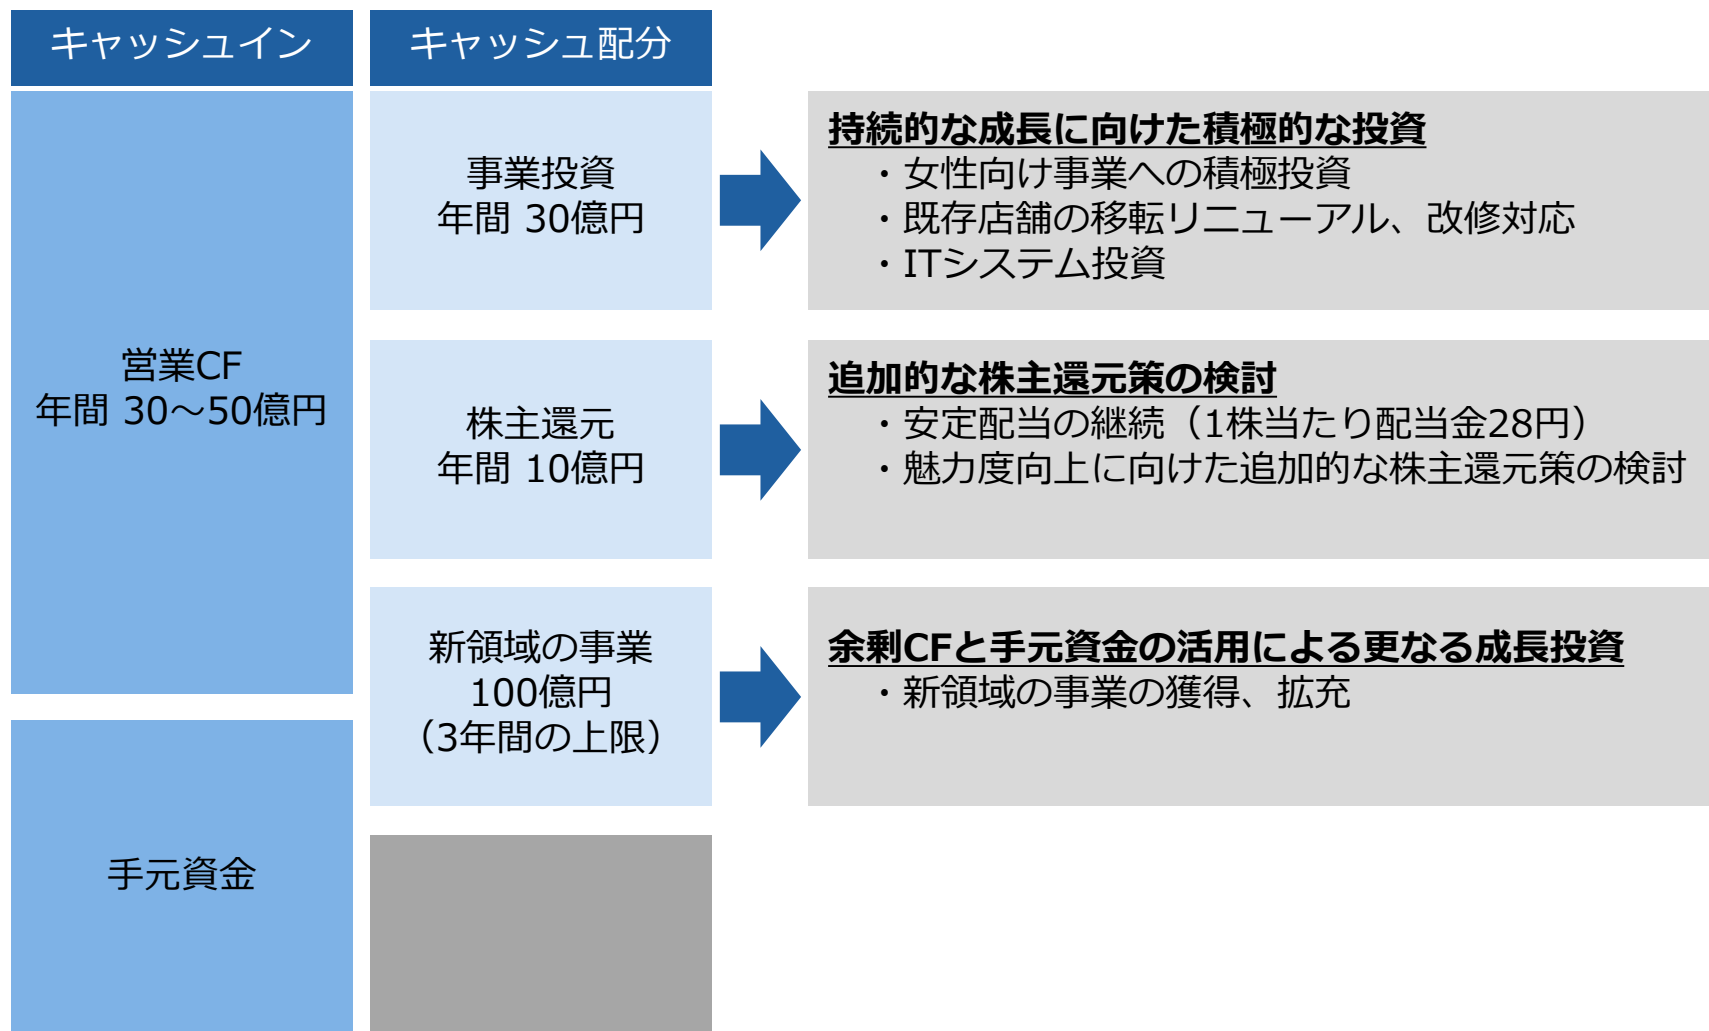 キャッシュイン
キャッシュ配分
営業CF
年間 30～50億円
手元資金
事業投資
年間 30億円
持続的な成長に向けた積極的な投資
・女性向け事業への積極投資
・既存店舗の移転リニューアル、改修対応
・ITシステム投資
株主還元
年間 10億円
追加的な株主還元策の検討
・安定配当の継続（1株当たり配当金28円）
・魅力度向上に向けた追加的な株主還元策の検討
新領域の事業
100億円
（3年間の上限）
余剰CFと手元資金の活用による更なる成長投資
・新領域の事業の獲得、拡充